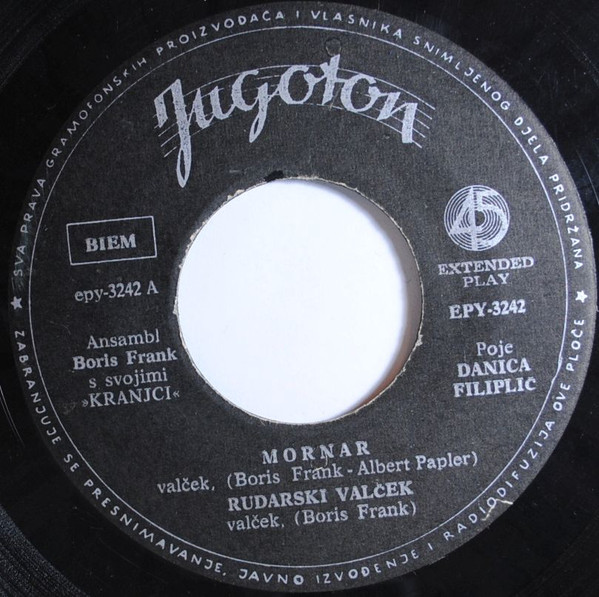 ★ SVA PRAVA GRAMOFONSKIH PROIZVOĐAČA I VLASNIKA SNIMLJENOG DJELA PRIDRŽANA ★
ZABRANJUJE SE PRESNIMAVANJE, JAVNO IZVOĐENJE I RADIODIFUZIJA OVE PLOČE
Jugoton
BIEM
epy-3242 A
45
EXTENDED
PLAY
EPY-3242
Ansambl
Boris Frank
s svojimi
»KRANJCI«
Poje
DANICA
FILIPLIČ
MORNAR
valček, (Boris Frank - Albert Papler)
RUDARSKI VALČEK
valček, (Boris Frank)